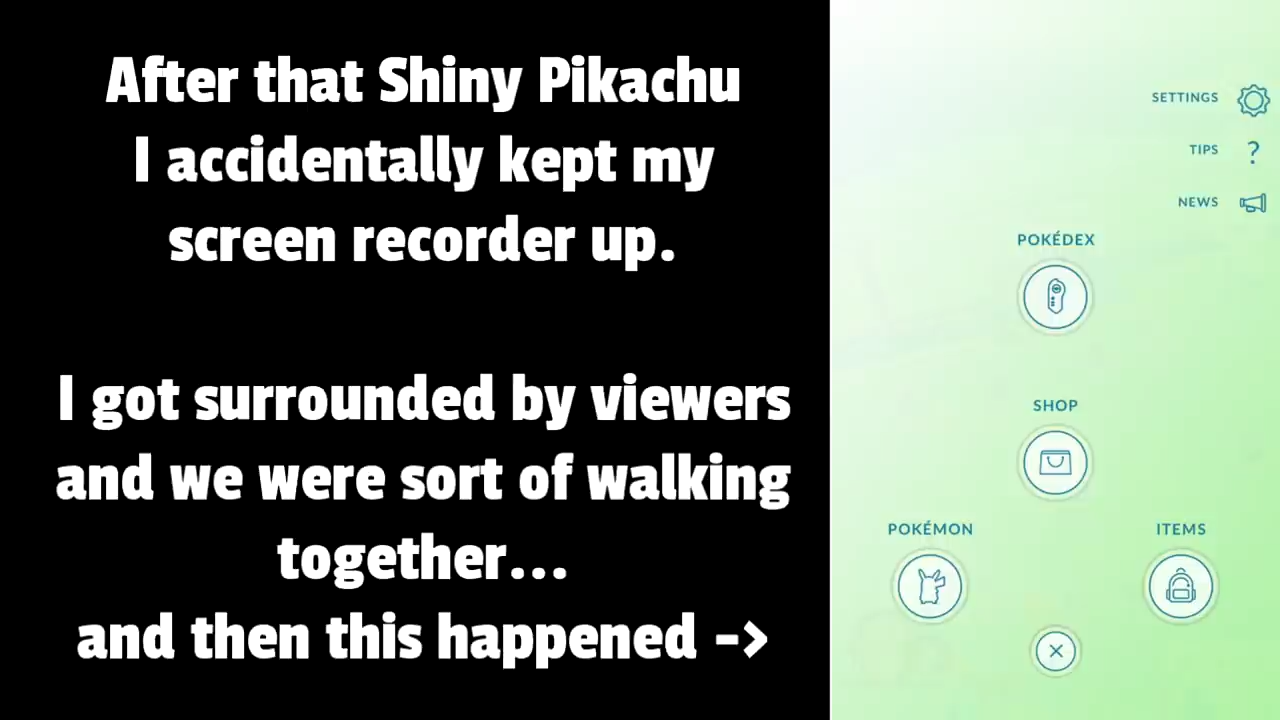 After that Shiny Pikachu
I accidentally kept my
screen recorder up.
I got surrounded by viewers
and we were sort of walking
together...
and then this happened ->
SETTINGS
TIPS
?
NEWS
POKÉDEX
SHOP
POKÉMON
ITEMS